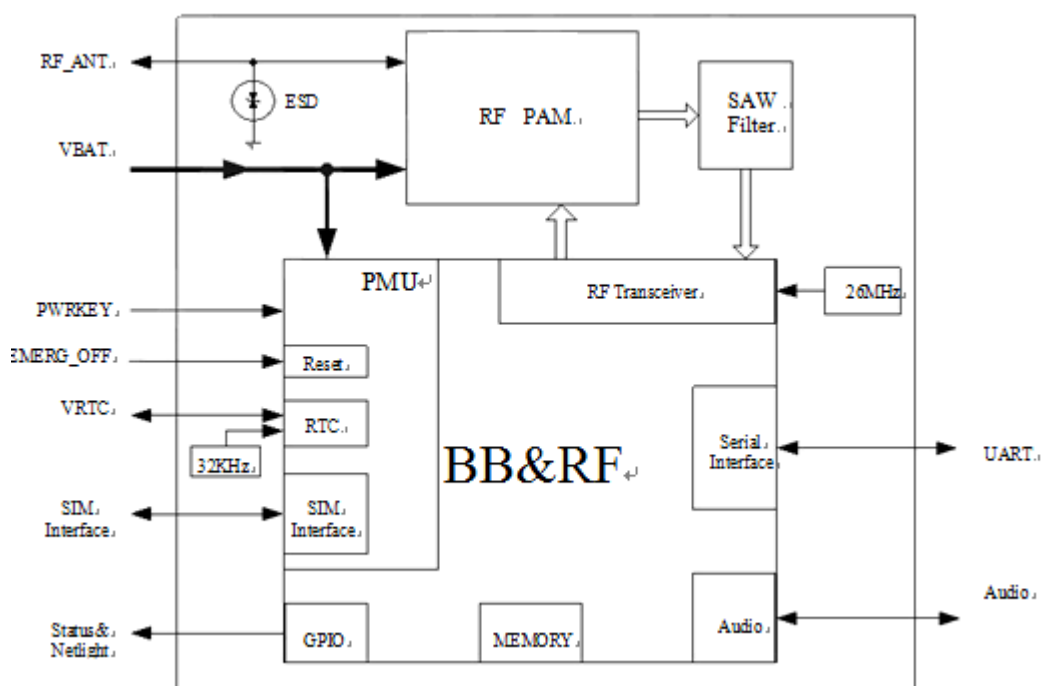 RF_ANT
ESD
RF PAM
SAW
Filter
VBAT
PMU
RF Transceiver
26MHz
PWRKEY
EMERG_OFF
Reset
VRTC
RTC
32KHz
BB&RF
Serial
Interface
UART
SIM
Interface
SIM
Interface
Status&
Netlight
GPIO
MEMORY
Audio
Audio